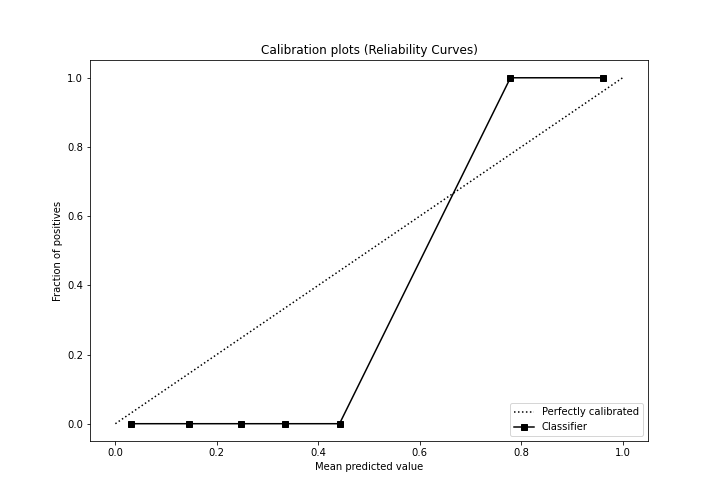 Calibration plots (Reliability Curves)
1.0
0.8
0.6
0.4
0.2
0.0
Fraction of positives
0.0 0.2 0.4 0.6 0.8 1.0
Mean predicted value
Perfectly calibrated
Classifier